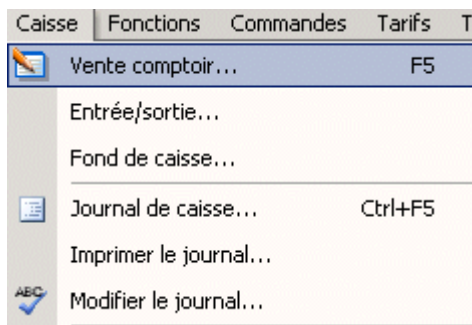 Caisse Fonctions Commandes Tarifs T
Vente comptoir... F5
Entrée/sortie...
Fond de caisse...
Journal de caisse... Ctrl+F5
Imprimer le journal...
ABC Modifier le journal...